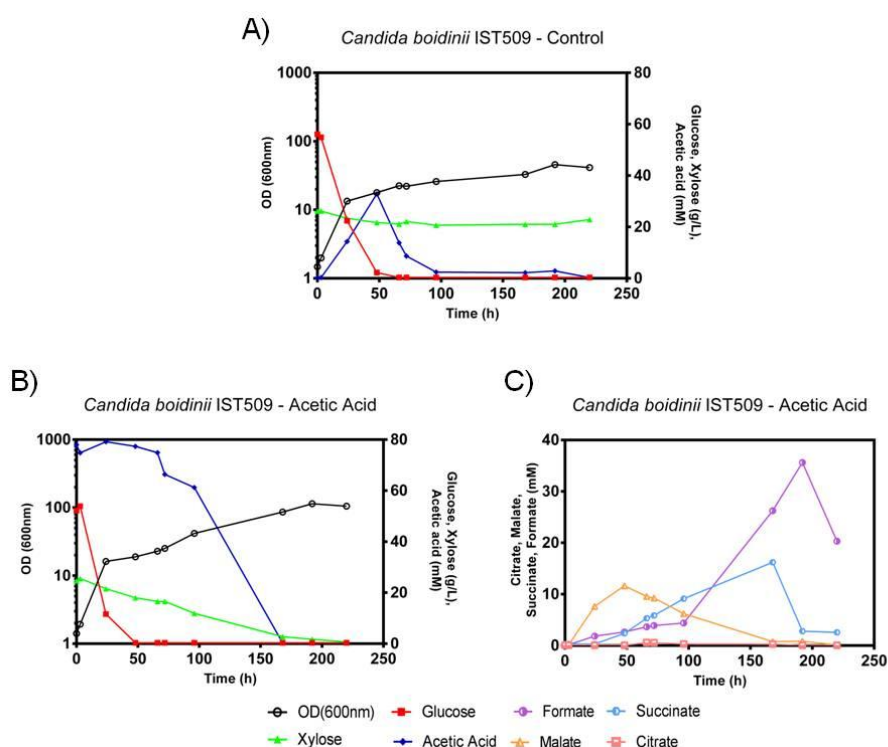 A)
Candida boidinii IST509 - Control
1000
100
10
1
OD (600nm)
80
60
40
20
0
Glucose, Xylose (g/L),
Acetic acid (mM)
0 50 100 150 200 250
Time (h)
B)
Candida boidinii IST509 - Acetic Acid
1000
100
10
1
OD (600nm)
80
60
40
20
0
Glucose, Xylose (g/L),
Acetic acid (mM)
0 50 100 150 200 250
Time (h)
C)
Candida boidinii IST509 - Acetic Acid
40
30
20
10
0
Citrate, Malate,
Succinate, Formate (mM)
0 50 100 150 200 250
Time (h)
OD(600nm) Glucose Formate Succinate
Xylose Acetic Acid Malate Citrate